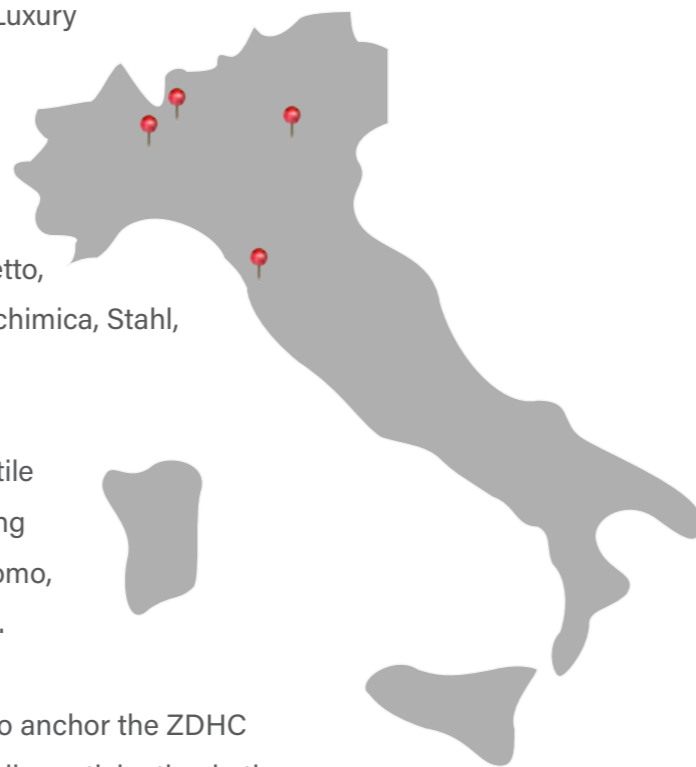 Luxury
etto,
chimica, Stahl,
tile
ng
omo,
.
o anchor the ZDHC